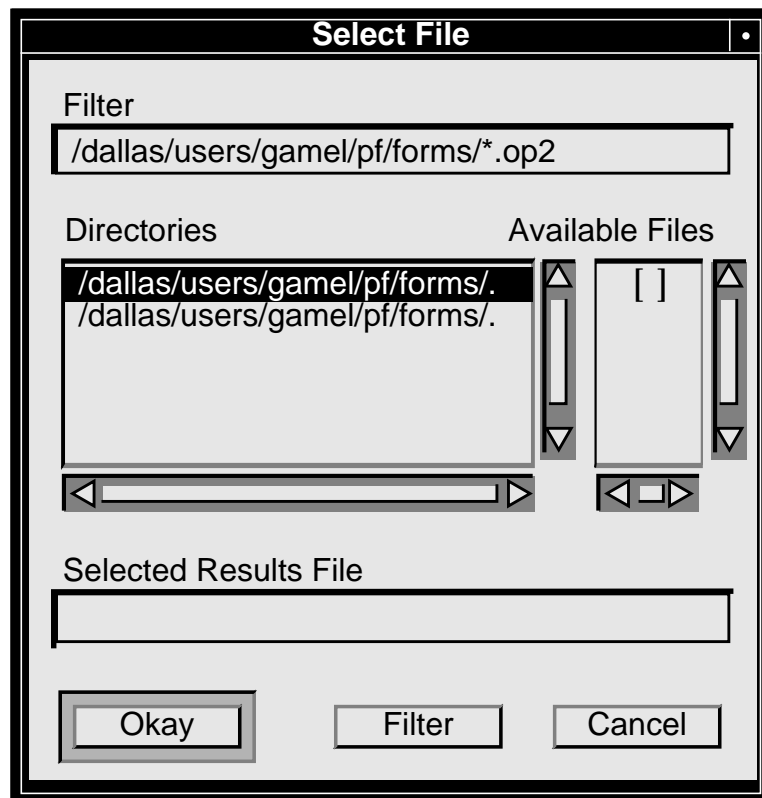 Select File
Filter
/dallas/users/gamel/pf/forms/*.op2
Directories
Available Files
/dallas/users/gamel/pf/forms/.
/dallas/users/gamel/pf/forms/.
[ ]
Selected Results File
Okay
Filter
Cancel